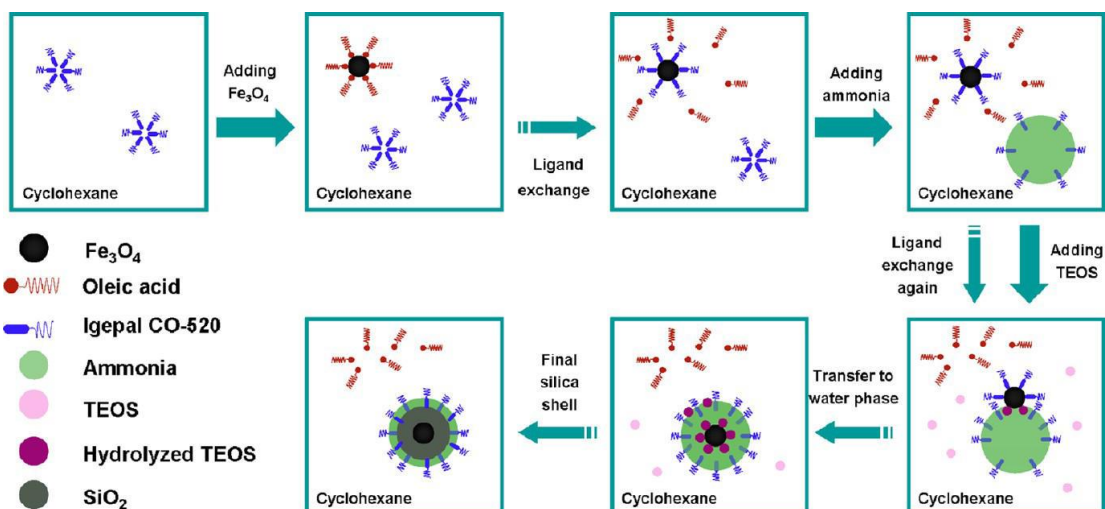 Cyclohexane
Adding
Fe₃O₄
Cyclohexane
Ligand
exchange
Cyclohexane
Adding
ammonia
Cyclohexane
Ligand
exchange
again
Adding
TEOS
Fe₃O₄
Oleic acid
Igepal CO-520
Ammonia
TEOS
Hydrolyzed TEOS
SiO₂
Cyclohexane
Final
silica
shell
Cyclohexane
Transfer to
water phase
Cyclohexane